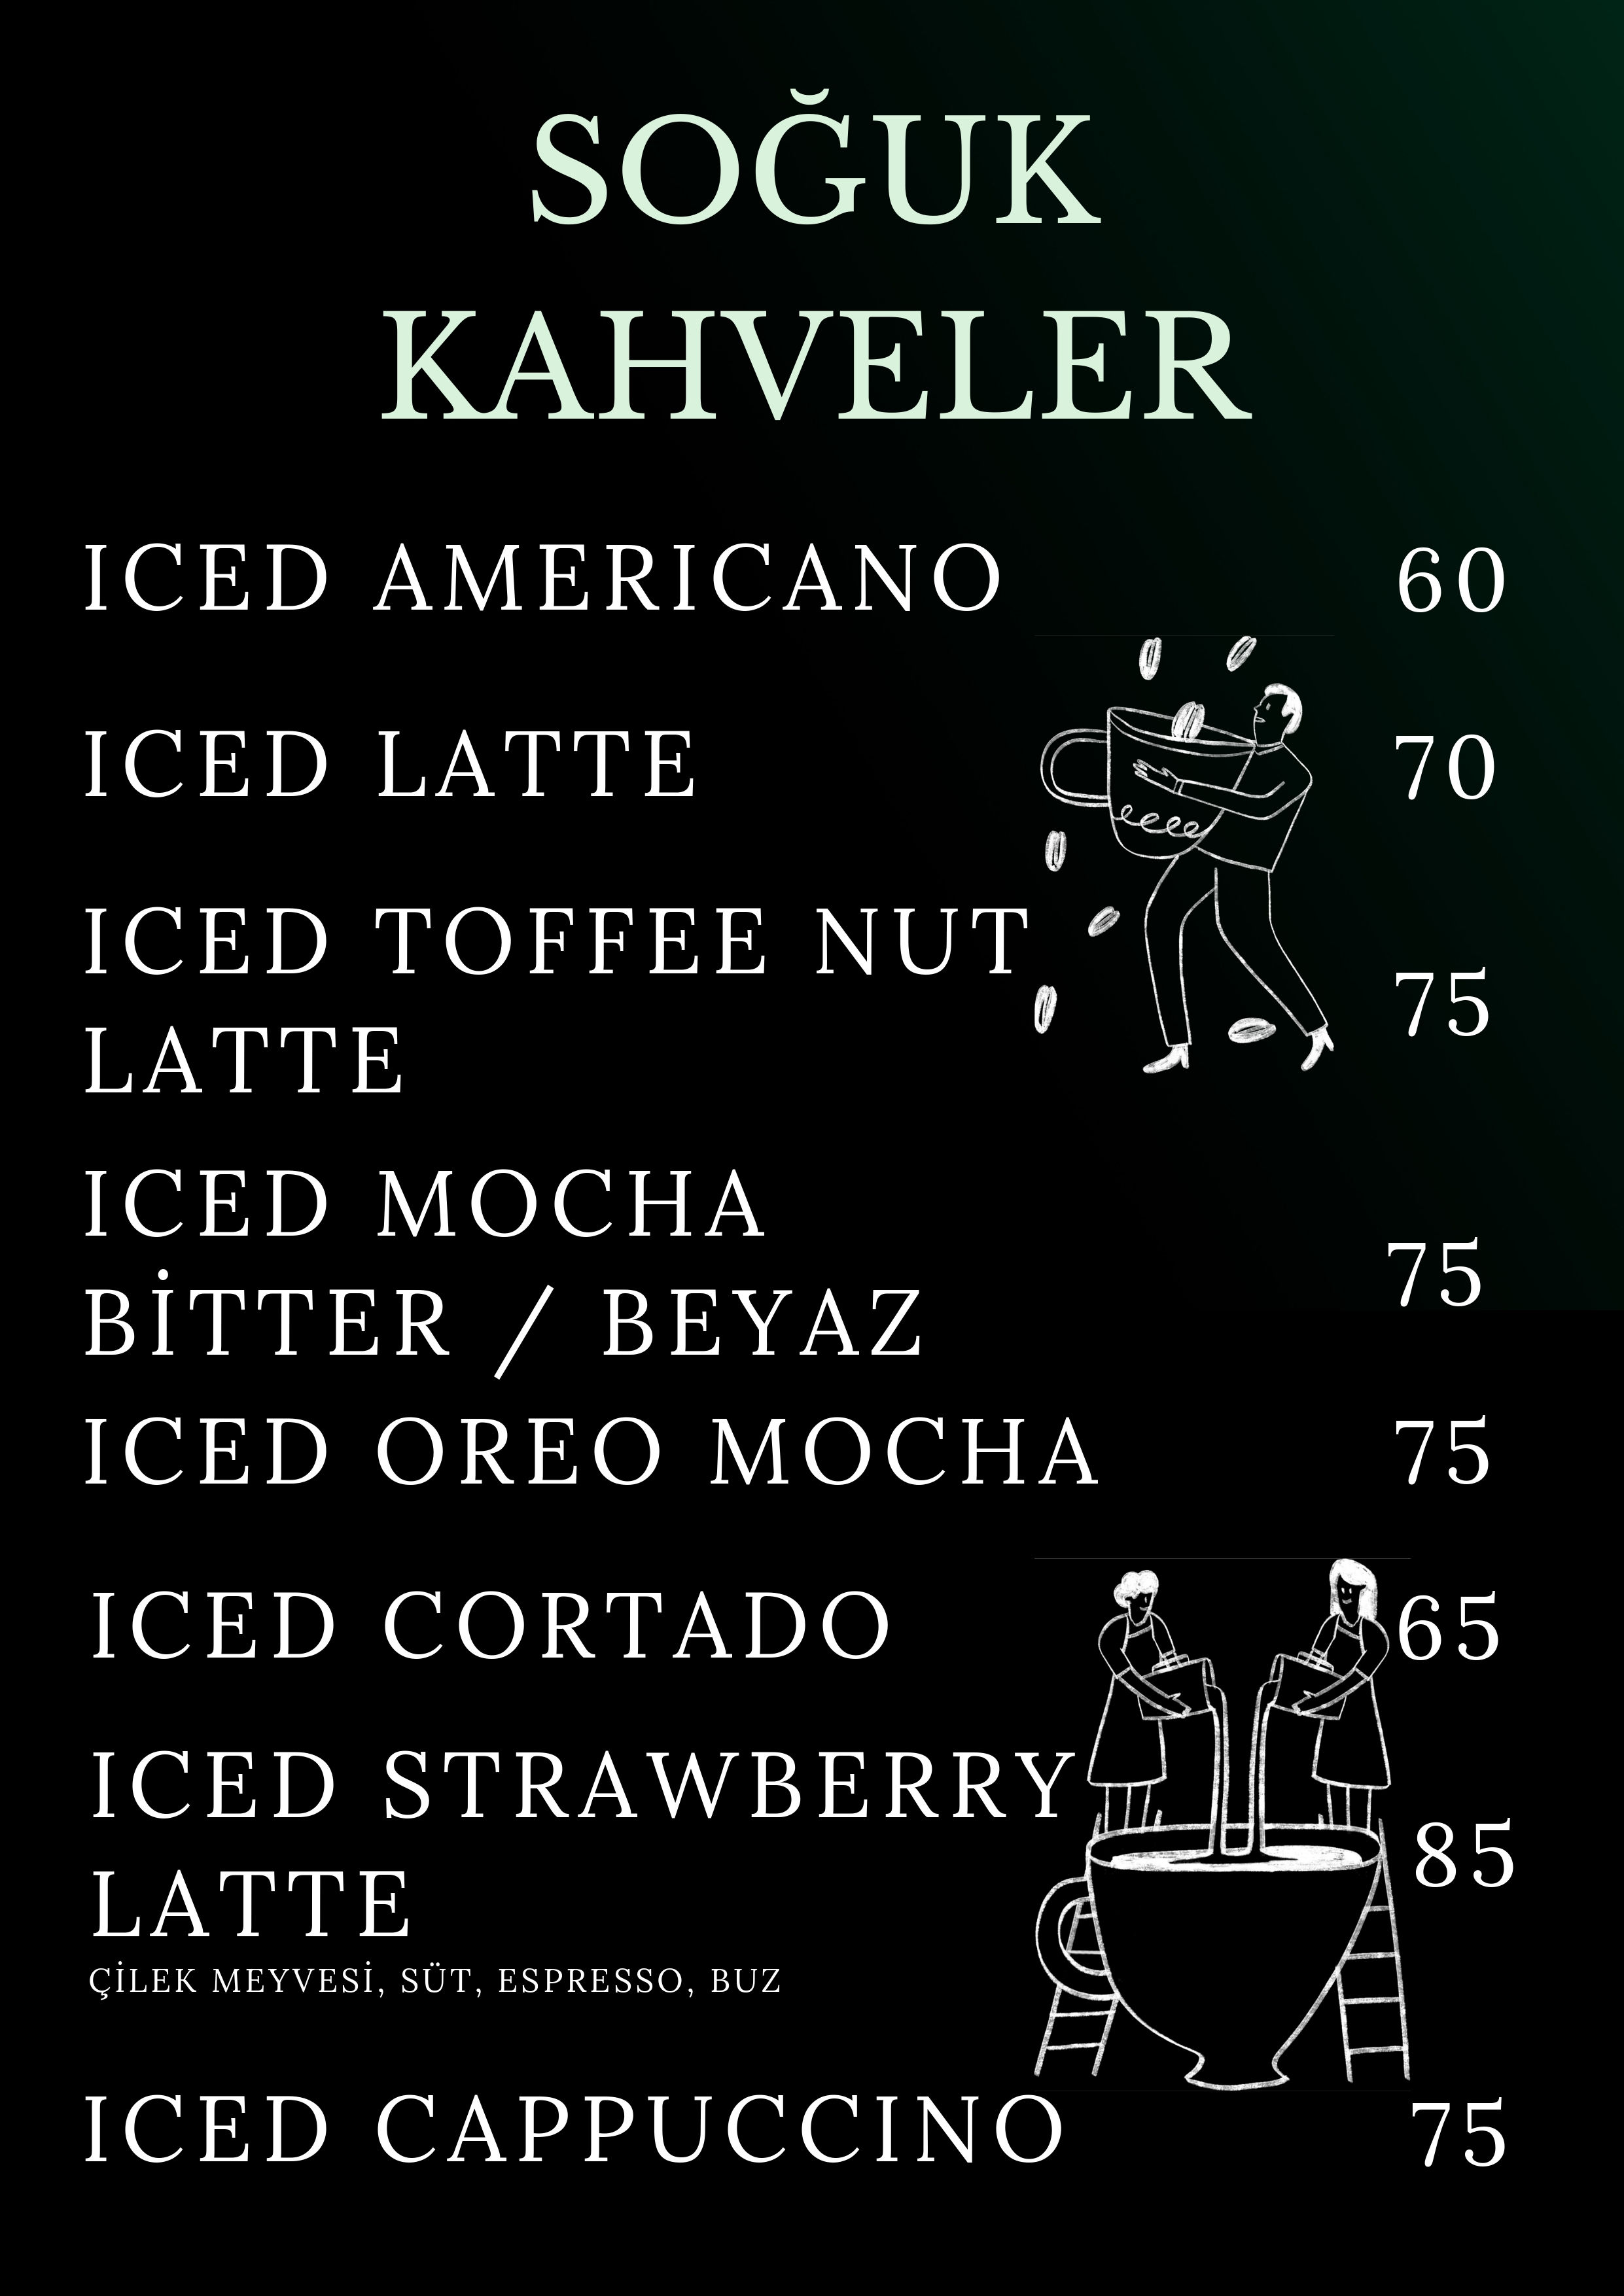 SOĞUK
KAHVELER
ICED AMERICANO 60
ICED LATTE 70
ICED TOFFEE NUT
LATTE 75
ICED MOCHA
BİTTER / BEYAZ 75
ICED OREO MOCHA 75
ICED CORTADO 65
ICED STRAWBERRY
LATTE 85
ÇİLEK MEYVESİ, SÜT, ESPRESSO, BUZ
ICED CAPPUCCINO 75